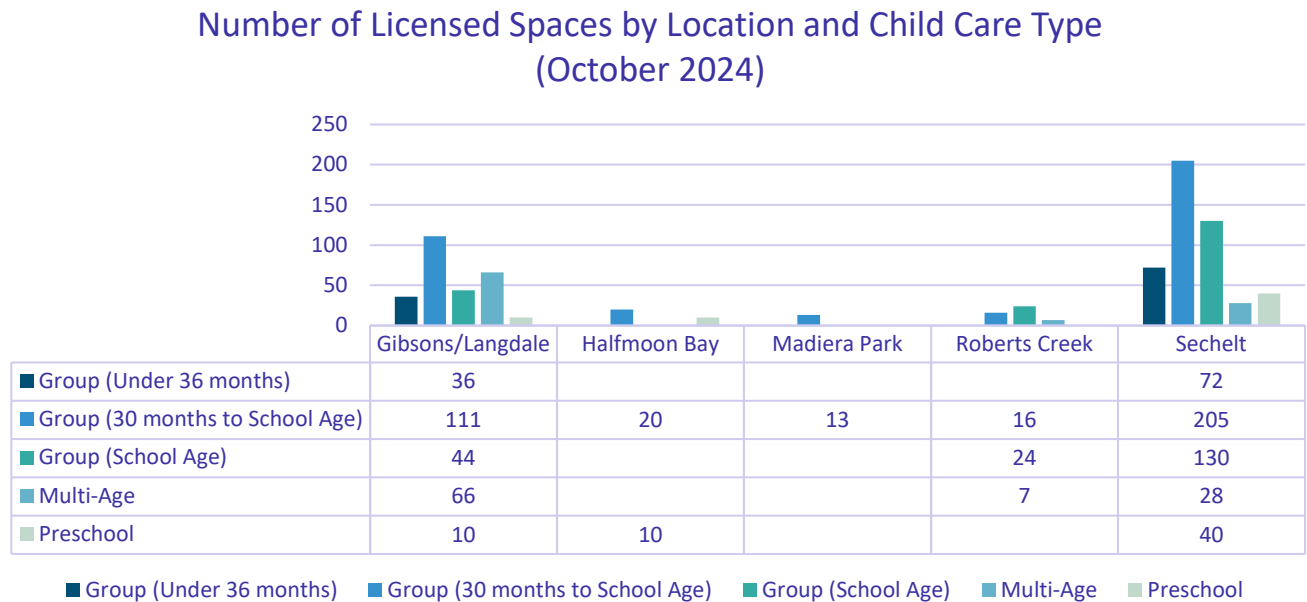 Number of Licensed Spaces by Location and Child Care Type
(October 2024)
250
200
150
100
50
0
Gibsons/Langdale Halfmoon Bay Madiera Park Roberts Creek Sechelt
Group (Under 36 months) 36 72
Group (30 months to School Age) 111 20 13 16 205
Group (School Age) 44 24 130
Multi-Age 66 7 28
Preschool 10 10 40
Group (Under 36 months) Group (30 months to School Age) Group (School Age) Multi-Age Preschool